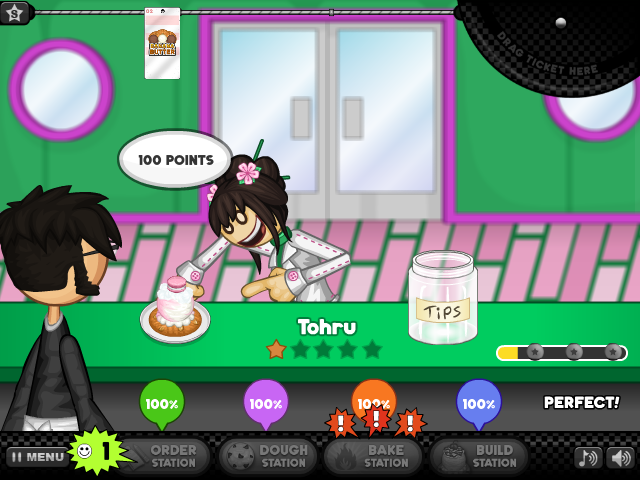 S
DRAG TICKET HERE
100 POINTS
TIPS
Tohru
100%
100%
100%
100%
PERFECT!
! ! !
MENU
1
ORDER
STATION
DOUGH
STATION
BAKE
STATION
BUILD
STATION